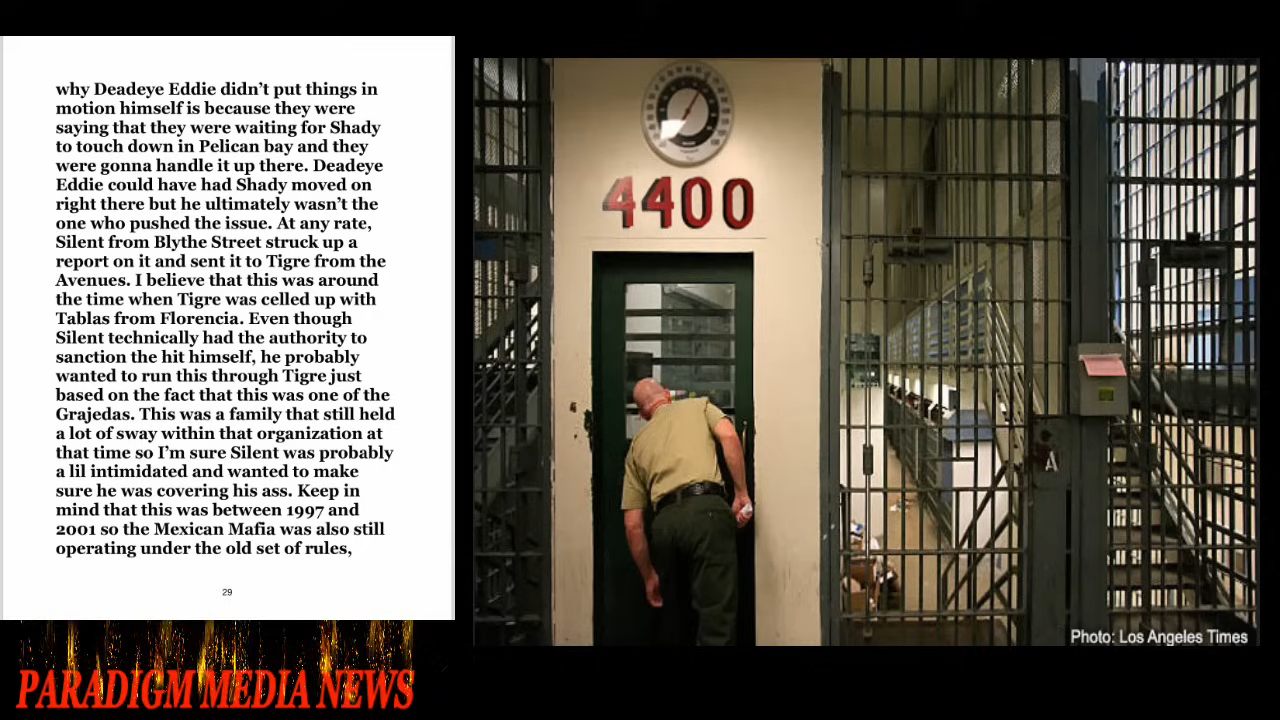 why Deadeye Eddie didn't put things in
motion himself is because they were
saying that they were waiting for Shady
to touch down in Pelican bay and they
were gonna handle it up there. Deadeye
Eddie could have had Shady moved on
right there but he ultimately wasn't the
one who pushed the issue. At any rate,
Silent from Blythe Street struck up a
report on it and sent it to Tigre from the
Avenues. I believe that this was around
the time when Tigre was celled up with
Tablas from Florencia. Even though
Silent technically had the authority to
sanction the hit himself, he probably
wanted to run this through Tigre just
based on the fact that this was one of the
Grajedas. This was a family that still held
a lot of sway within that organization at
that time so I'm sure Silent was probably
a lil intimidated and wanted to make
sure he was covering his ass. Keep in
mind that this was between 1997 and
2001 so the Mexican Mafia was also still
operating under the old set of rules,
29
PARADIGM MEDIA NEWS
4400
A
Photo: Los Angeles Times